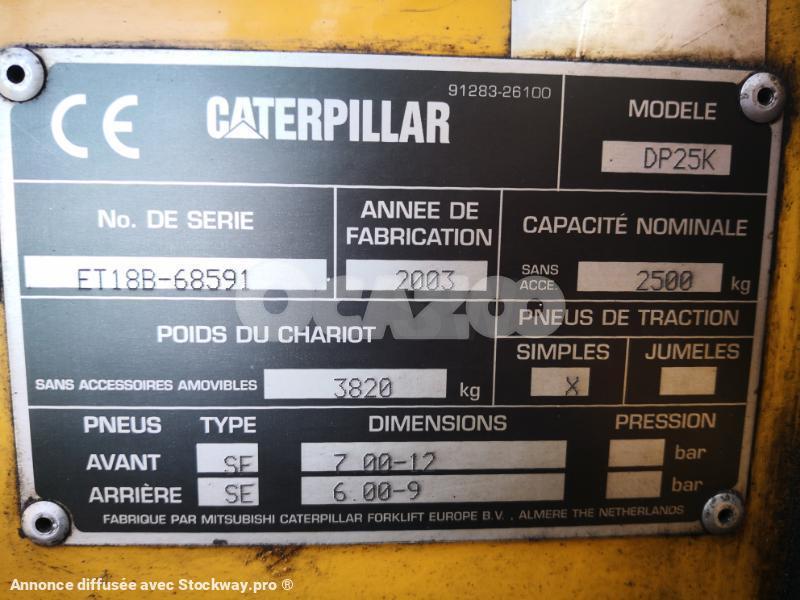 CE CATERPILLAR 91283-26100
MODELE
DP25K
No. DE SERIE
ET18B-68591
ANNEE DE
FABRICATION
2003
CAPACITÉ NOMINALE
SANS
ACCE. 2500 kg
POIDS DU CHARIOT
SANS ACCESSOIRES AMOVIBLES 3820 kg
PNEUS DE TRACTION
SIMPLES JUMELES
X
PNEUS TYPE DIMENSIONS PRESSION
AVANT SE 7.00-12 bar
ARRIÈRE SE 6.00-9 bar
FABRIQUE PAR MITSUBISHI CATERPILLAR FORKLIFT EUROPE B.V. , ALMERE THE NETHERLANDS
OCAZOO
Annonce diffusée avec Stockway.pro ®